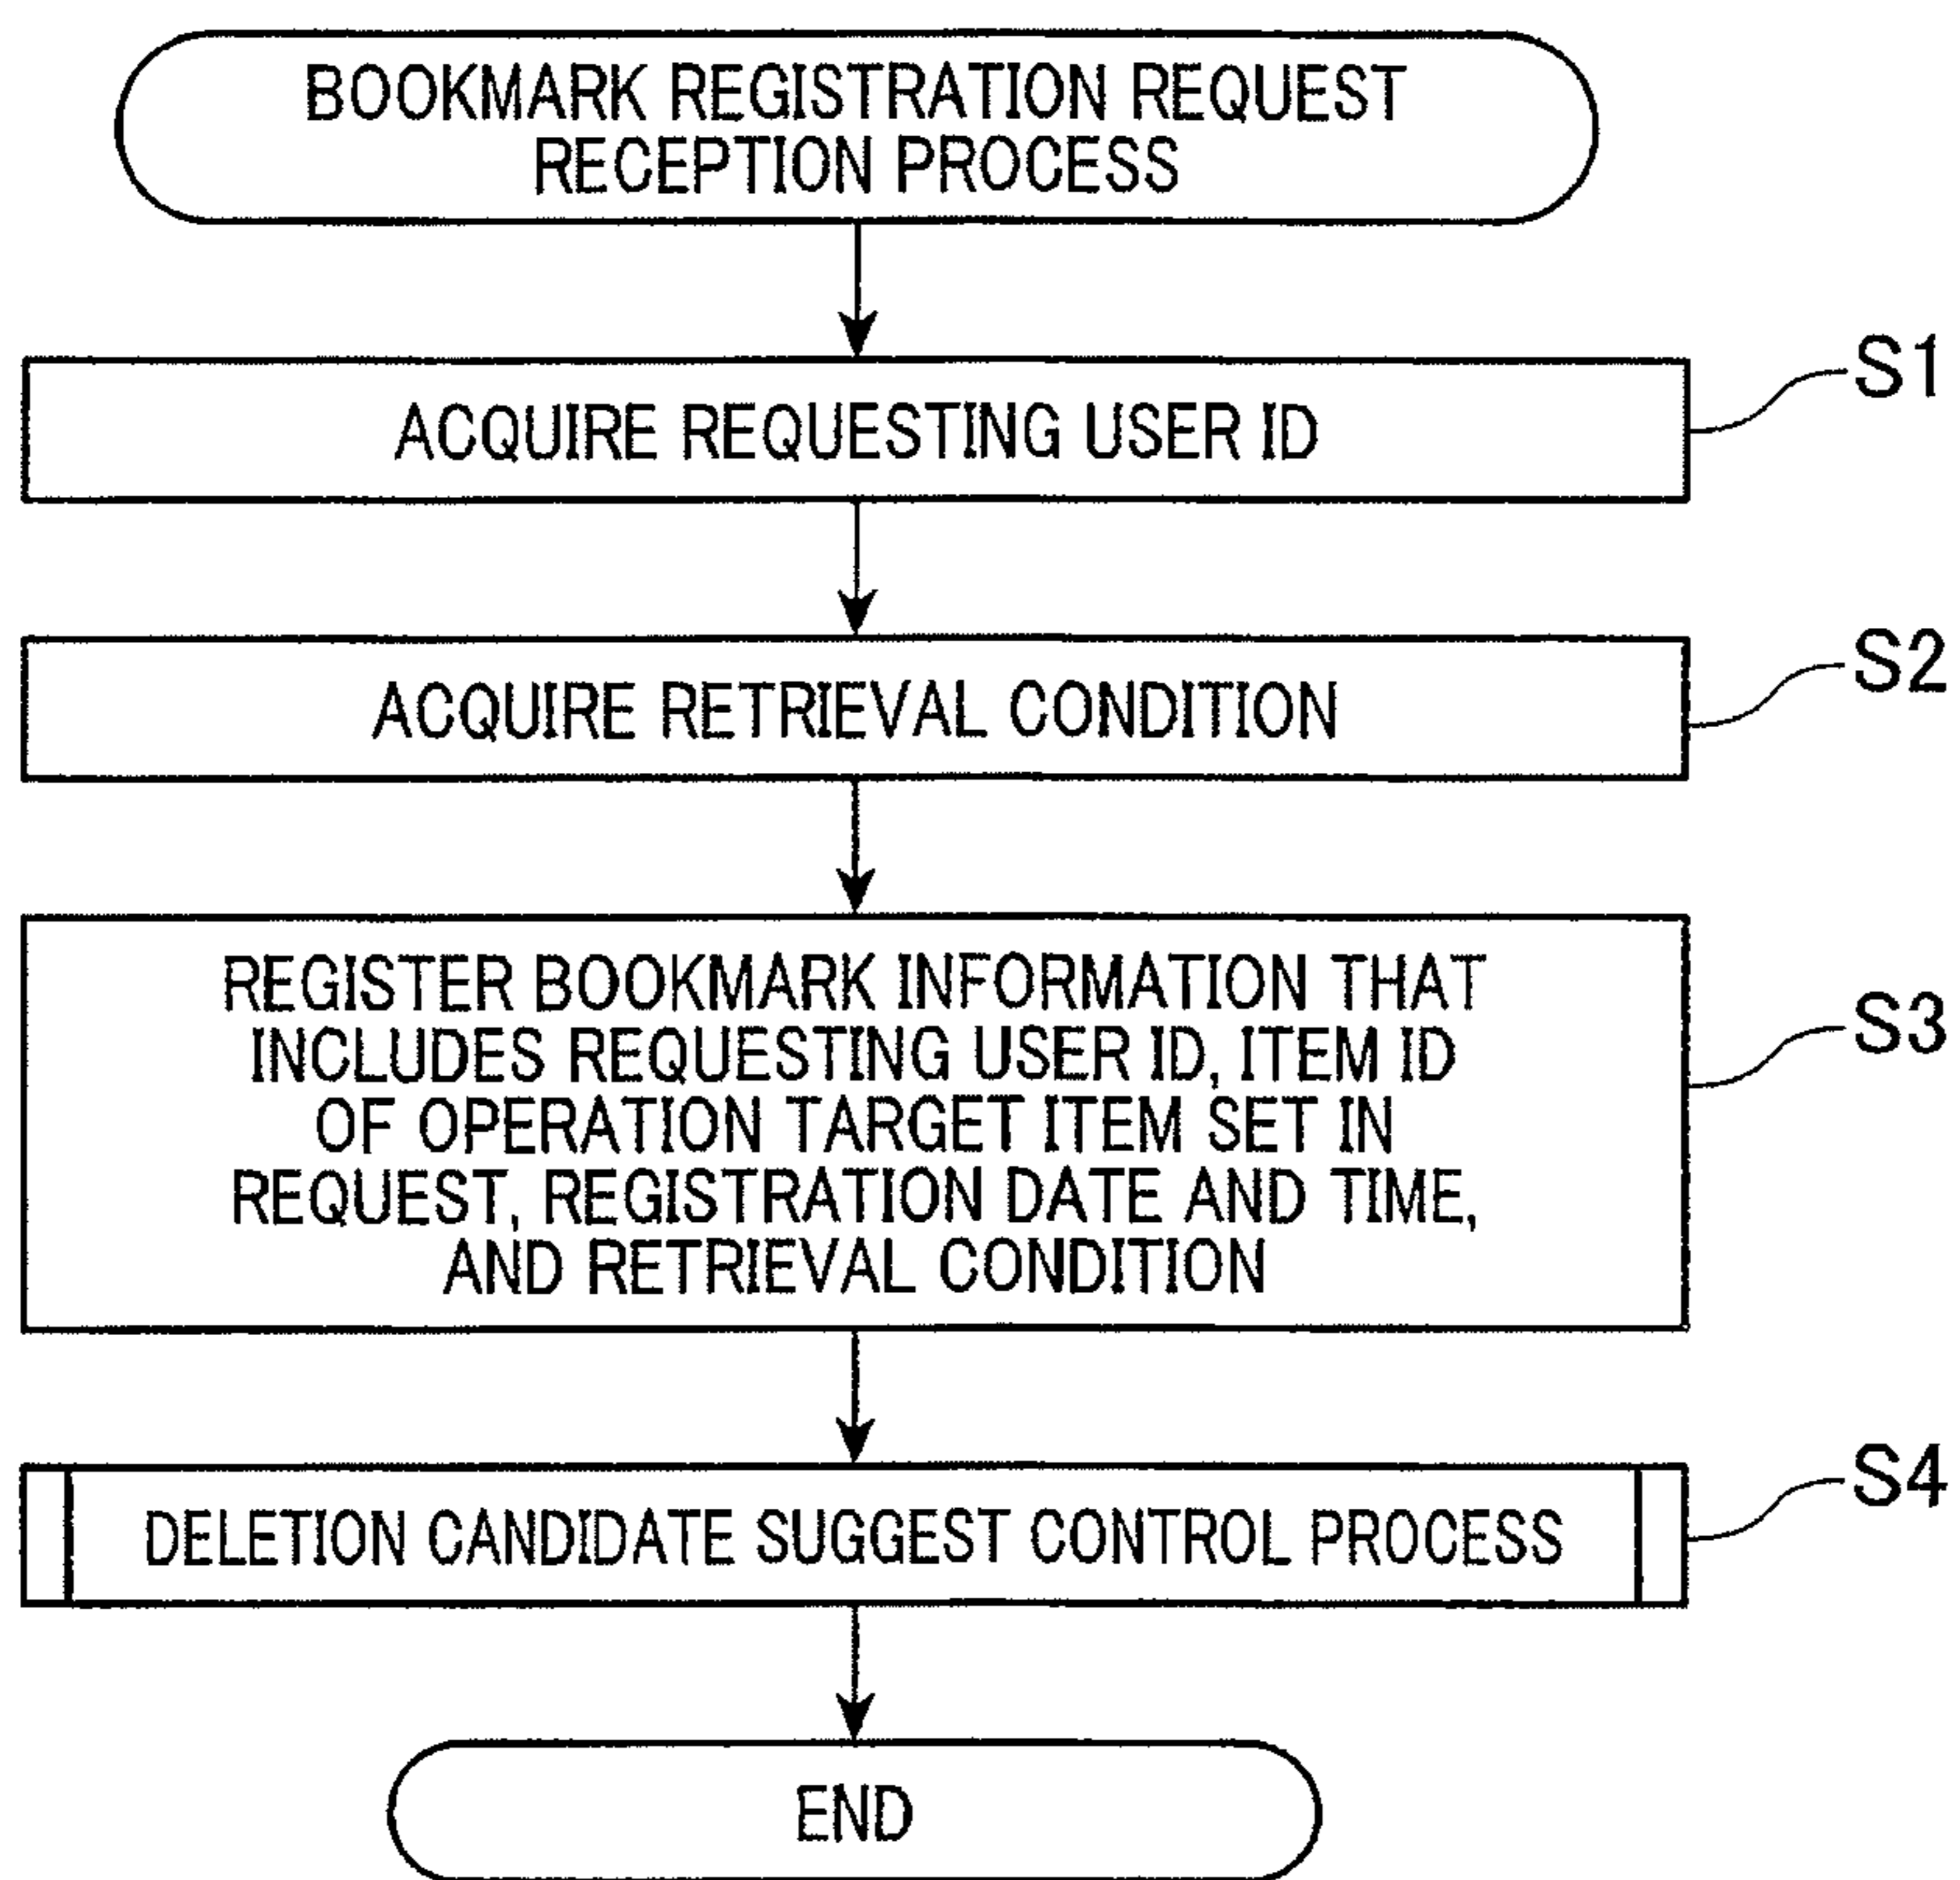 BOOKMARK REGISTRATION REQUEST
RECEPTION PROCESS
S1
ACQUIRE REQUESTING USER ID
S2
ACQUIRE RETRIEVAL CONDITION
S3
REGISTER BOOKMARK INFORMATION THAT
INCLUDES REQUESTING USER ID, ITEM ID
OF OPERATION TARGET ITEM SET IN
REQUEST, REGISTRATION DATE AND TIME,
AND RETRIEVAL CONDITION
S4
DELETION CANDIDATE SUGGEST CONTROL PROCESS
END